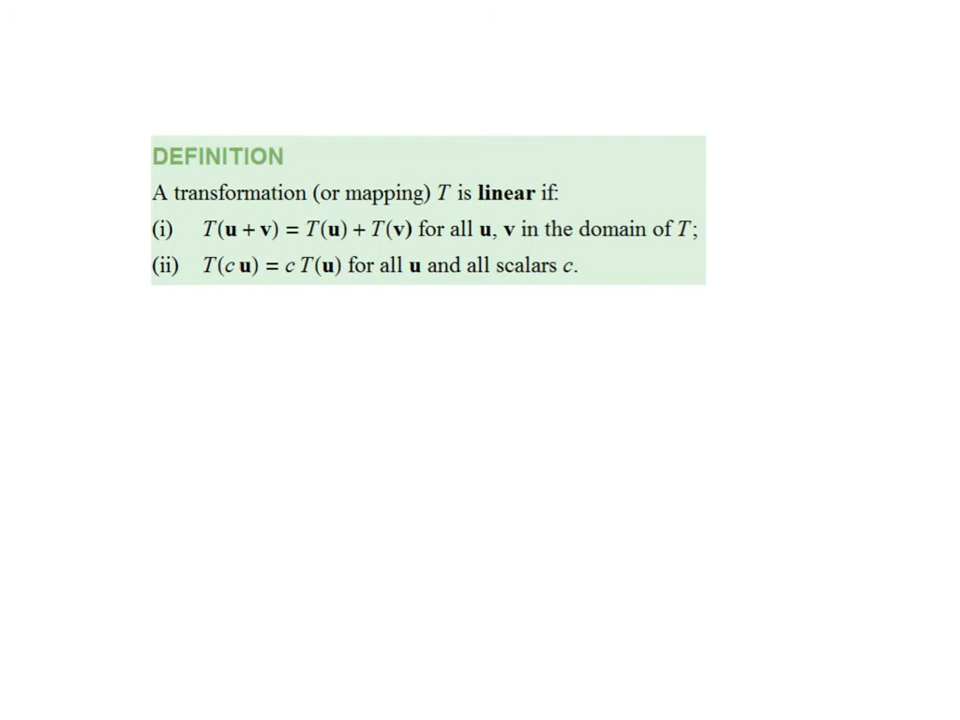 DEFINITION
A transformation (or mapping) T is linear if:
(i) T(u + v) = T(u) + T(v) for all u, v in the domain of T;
(ii) T(c u) = c T(u) for all u and all scalars c.